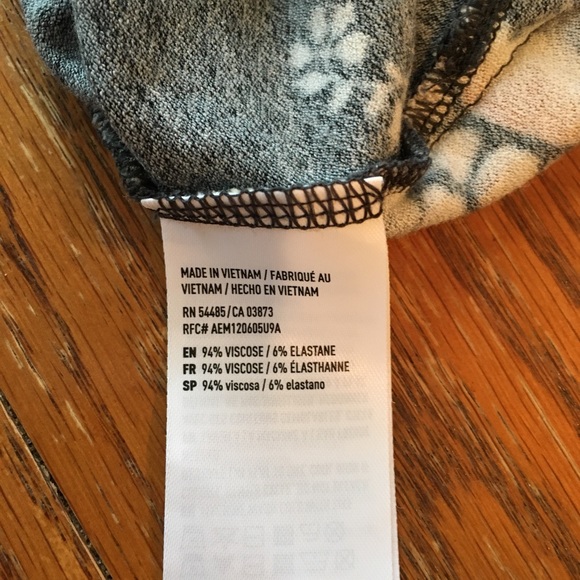 MADE IN VIETNAM / FABRIQUÉ AU
VIETNAM / HECHO EN VIETNAM
RN 54485/CA 03873
RFC# AEM120605U9A
EN 94% VISCOSE / 6% ELASTANE
FR 94% VISCOSE / 6% ÉLASTHANNE
SP 94% viscosa / 6% elastano